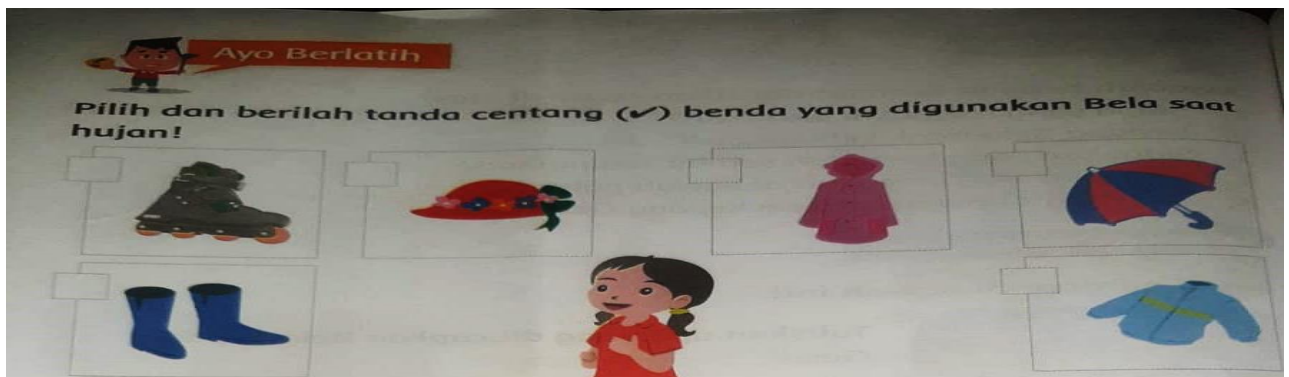 Ayo Berlatih
Pilih dan berilah tanda centang (✔) benda yang digunakan Bela saat
hujan!